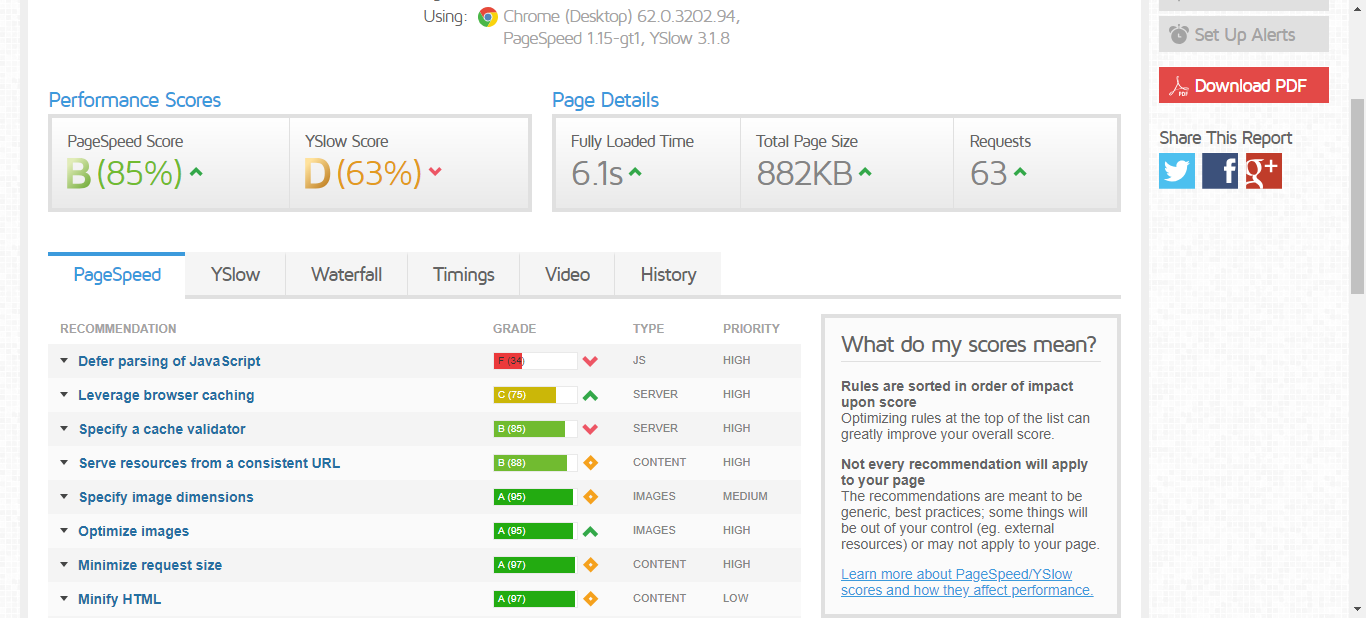 Using: Chrome (Desktop) 62.0.3202.94,
PageSpeed 1.15-gt1, YSlow 3.1.8
Set Up Alerts
Download PDF
Share This Report
Performance Scores
Page Details
PageSpeed Score
YSlow Score
Fully Loaded Time
Total Page Size
Requests
B (85%)
D (63%)
6.1s
882KB
63
PageSpeed
YSlow
Waterfall
Timings
Video
History
RECOMMENDATION GRADE TYPE PRIORITY
Defer parsing of JavaScript F (34) JS HIGH
Leverage browser caching C (75) SERVER HIGH
Specify a cache validator B (85) SERVER HIGH
Serve resources from a consistent URL B (88) CONTENT HIGH
Specify image dimensions A (95) IMAGES MEDIUM
Optimize images A (95) IMAGES HIGH
Minimize request size A (97) CONTENT HIGH
Minify HTML A (97) CONTENT LOW
What do my scores mean?
Rules are sorted in order of impact
upon score
Optimizing rules at the top of the list can
greatly improve your overall score.
Not every recommendation will apply
to your page
The recommendations are meant to be
generic, best practices; some things will
be out of your control (eg. external
resources) or may not apply to your page.
Learn more about PageSpeed/YSlow
scores and how they affect performance.